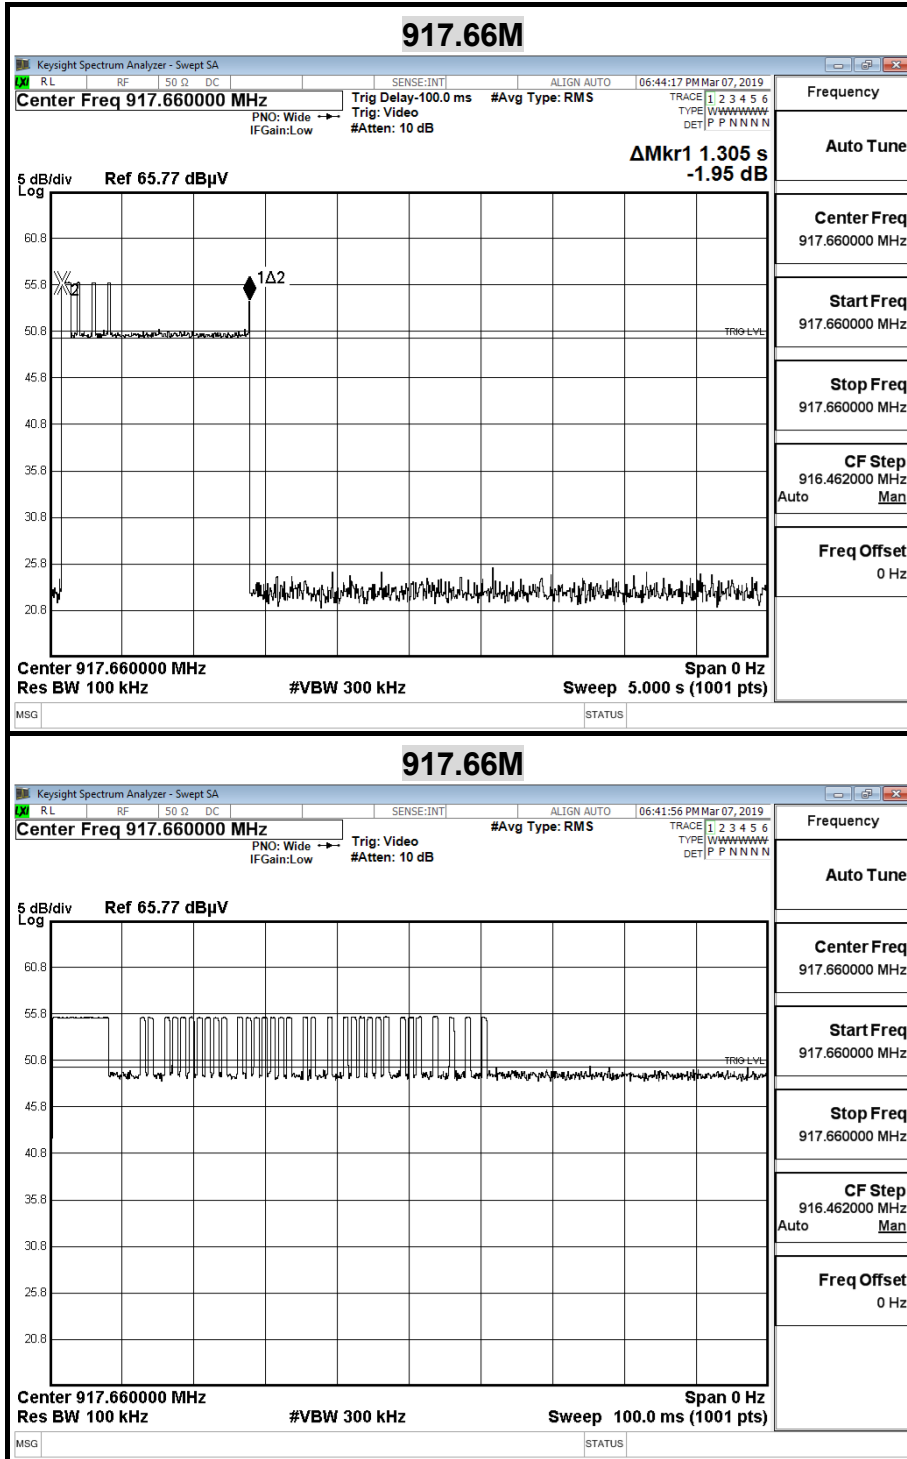 917.66M
Keysight Spectrum Analyzer - Swept SA
LXI RL RF 50 Ω DC SENSE:INT ALIGN AUTO 06:44:17 PM Mar 07, 2019
Center Freq 917.660000 MHz Trig Delay-100.0 ms #Avg Type: RMS TRACE 1 2 3 4 5 6
PNO: Wide Trig: Video TYPE WWWWWW
IFGain:Low #Atten: 10 dB DET P P N N N N
ΔMkr1 1.305 s
-1.95 dB
5 dB/div Ref 65.77 dBµV
Log
60.8
55.8
50.8
45.8
40.8
35.8
30.8
25.8
20.8
X2
1Δ2
TRIG LVL
Center 917.660000 MHz Span 0 Hz
Res BW 100 kHz #VBW 300 kHz Sweep 5.000 s (1001 pts)
MSG STATUS
Frequency
Auto Tune
Center Freq
917.660000 MHz
Start Freq
917.660000 MHz
Stop Freq
917.660000 MHz
CF Step
916.462000 MHz
Auto Man
Freq Offset
0 Hz
917.66M
Keysight Spectrum Analyzer - Swept SA
LXI RL RF 50 Ω DC SENSE:INT ALIGN AUTO 06:41:56 PM Mar 07, 2019
Center Freq 917.660000 MHz #Avg Type: RMS TRACE 1 2 3 4 5 6
PNO: Wide Trig: Video TYPE WWWWWW
IFGain:Low #Atten: 10 dB DET P P N N N N
5 dB/div Ref 65.77 dBµV
Log
60.8
55.8
50.8
45.8
40.8
35.8
30.8
25.8
20.8
TRIG LVL
Center 917.660000 MHz Span 0 Hz
Res BW 100 kHz #VBW 300 kHz Sweep 100.0 ms (1001 pts)
MSG STATUS
Frequency
Auto Tune
Center Freq
917.660000 MHz
Start Freq
917.660000 MHz
Stop Freq
917.660000 MHz
CF Step
916.462000 MHz
Auto Man
Freq Offset
0 Hz